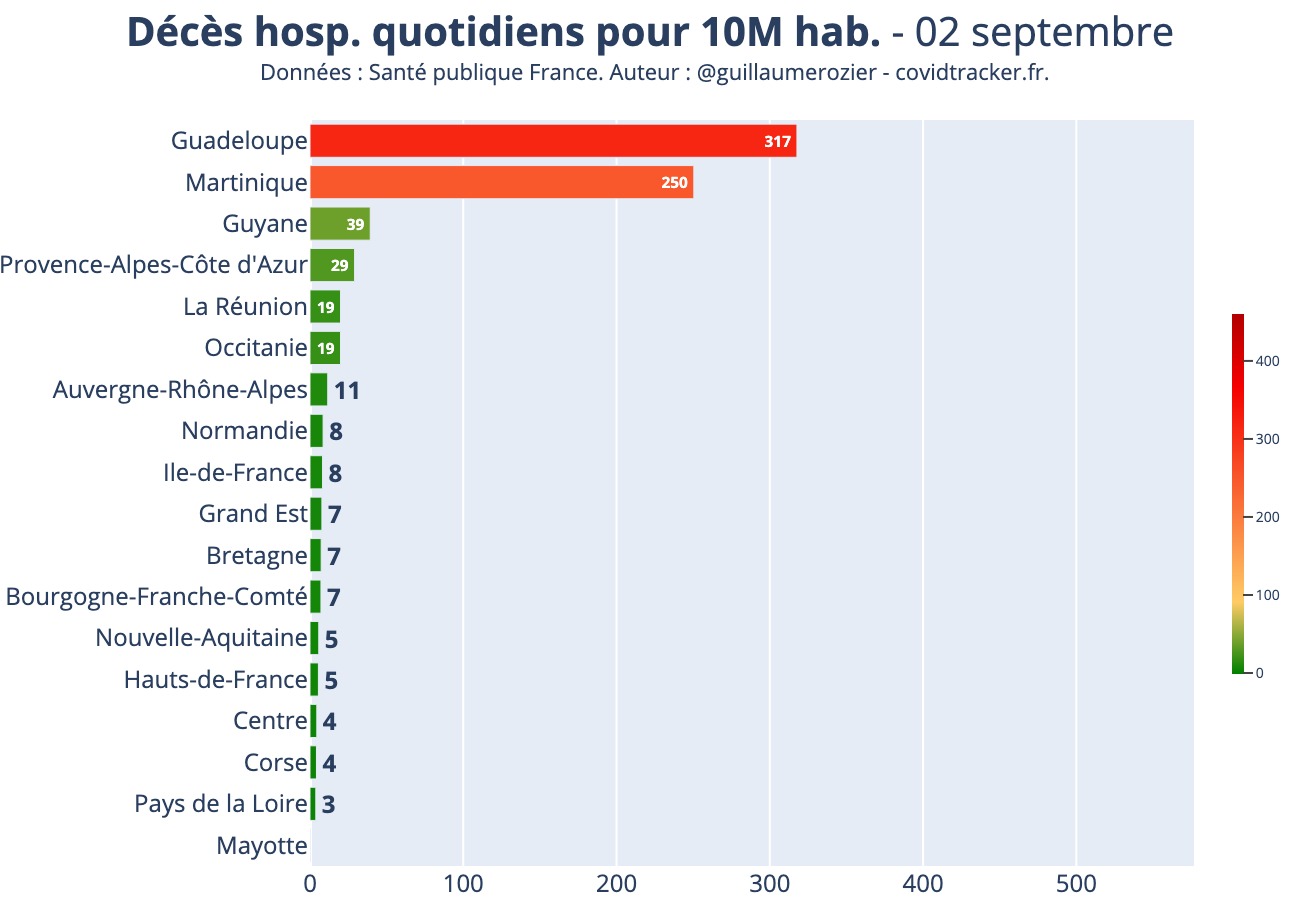 Décès hosp. quotidiens pour 10M hab. - 02 septembre
Données : Santé publique France. Auteur : @guillaumerozier - covidtracker.fr.
Guadeloupe 317
Martinique 250
Guyane 39
Provence-Alpes-Côte d'Azur 29
La Réunion 19
Occitanie 19
Auvergne-Rhône-Alpes 11
Normandie 8
Ile-de-France 8
Grand Est 7
Bretagne 7
Bourgogne-Franche-Comté 7
Nouvelle-Aquitaine 5
Hauts-de-France 5
Centre 4
Corse 4
Pays de la Loire 3
Mayotte
0 100 200 300 400 500
400
300
200
100
0